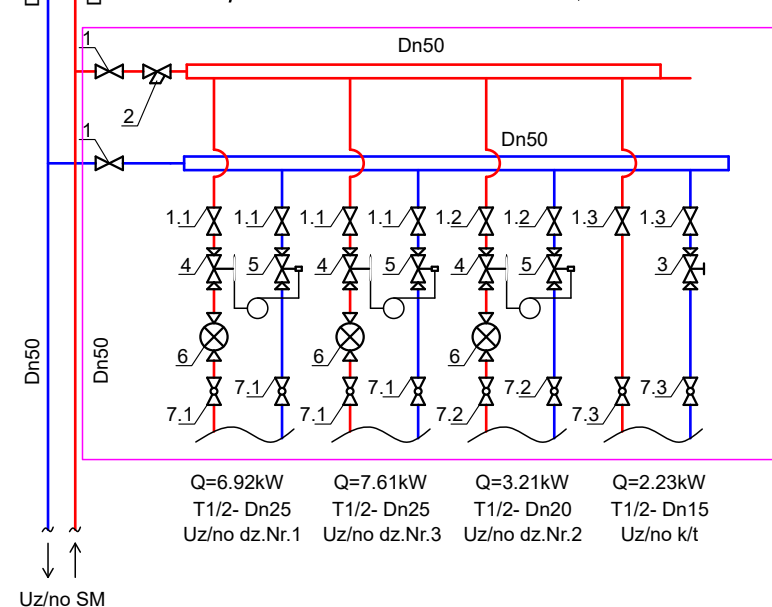 1
Dn50
2
1
Dn50
1.1
1.1
1.1
1.1
1.2
1.2
1.3
1.3
4
5
4
5
4
5
3
Dn50
Dn50
6
6
6
7.1
7.1
7.1
7.1
7.2
7.2
7.3
7.3
Q=6.92kW
T1/2- Dn25
Uz/no dz.Nr.1
Q=7.61kW
T1/2- Dn25
Uz/no dz.Nr.3
Q=3.21kW
T1/2- Dn20
Uz/no dz.Nr.2
Q=2.23kW
T1/2- Dn15
Uz/no k/t
Uz/no SM